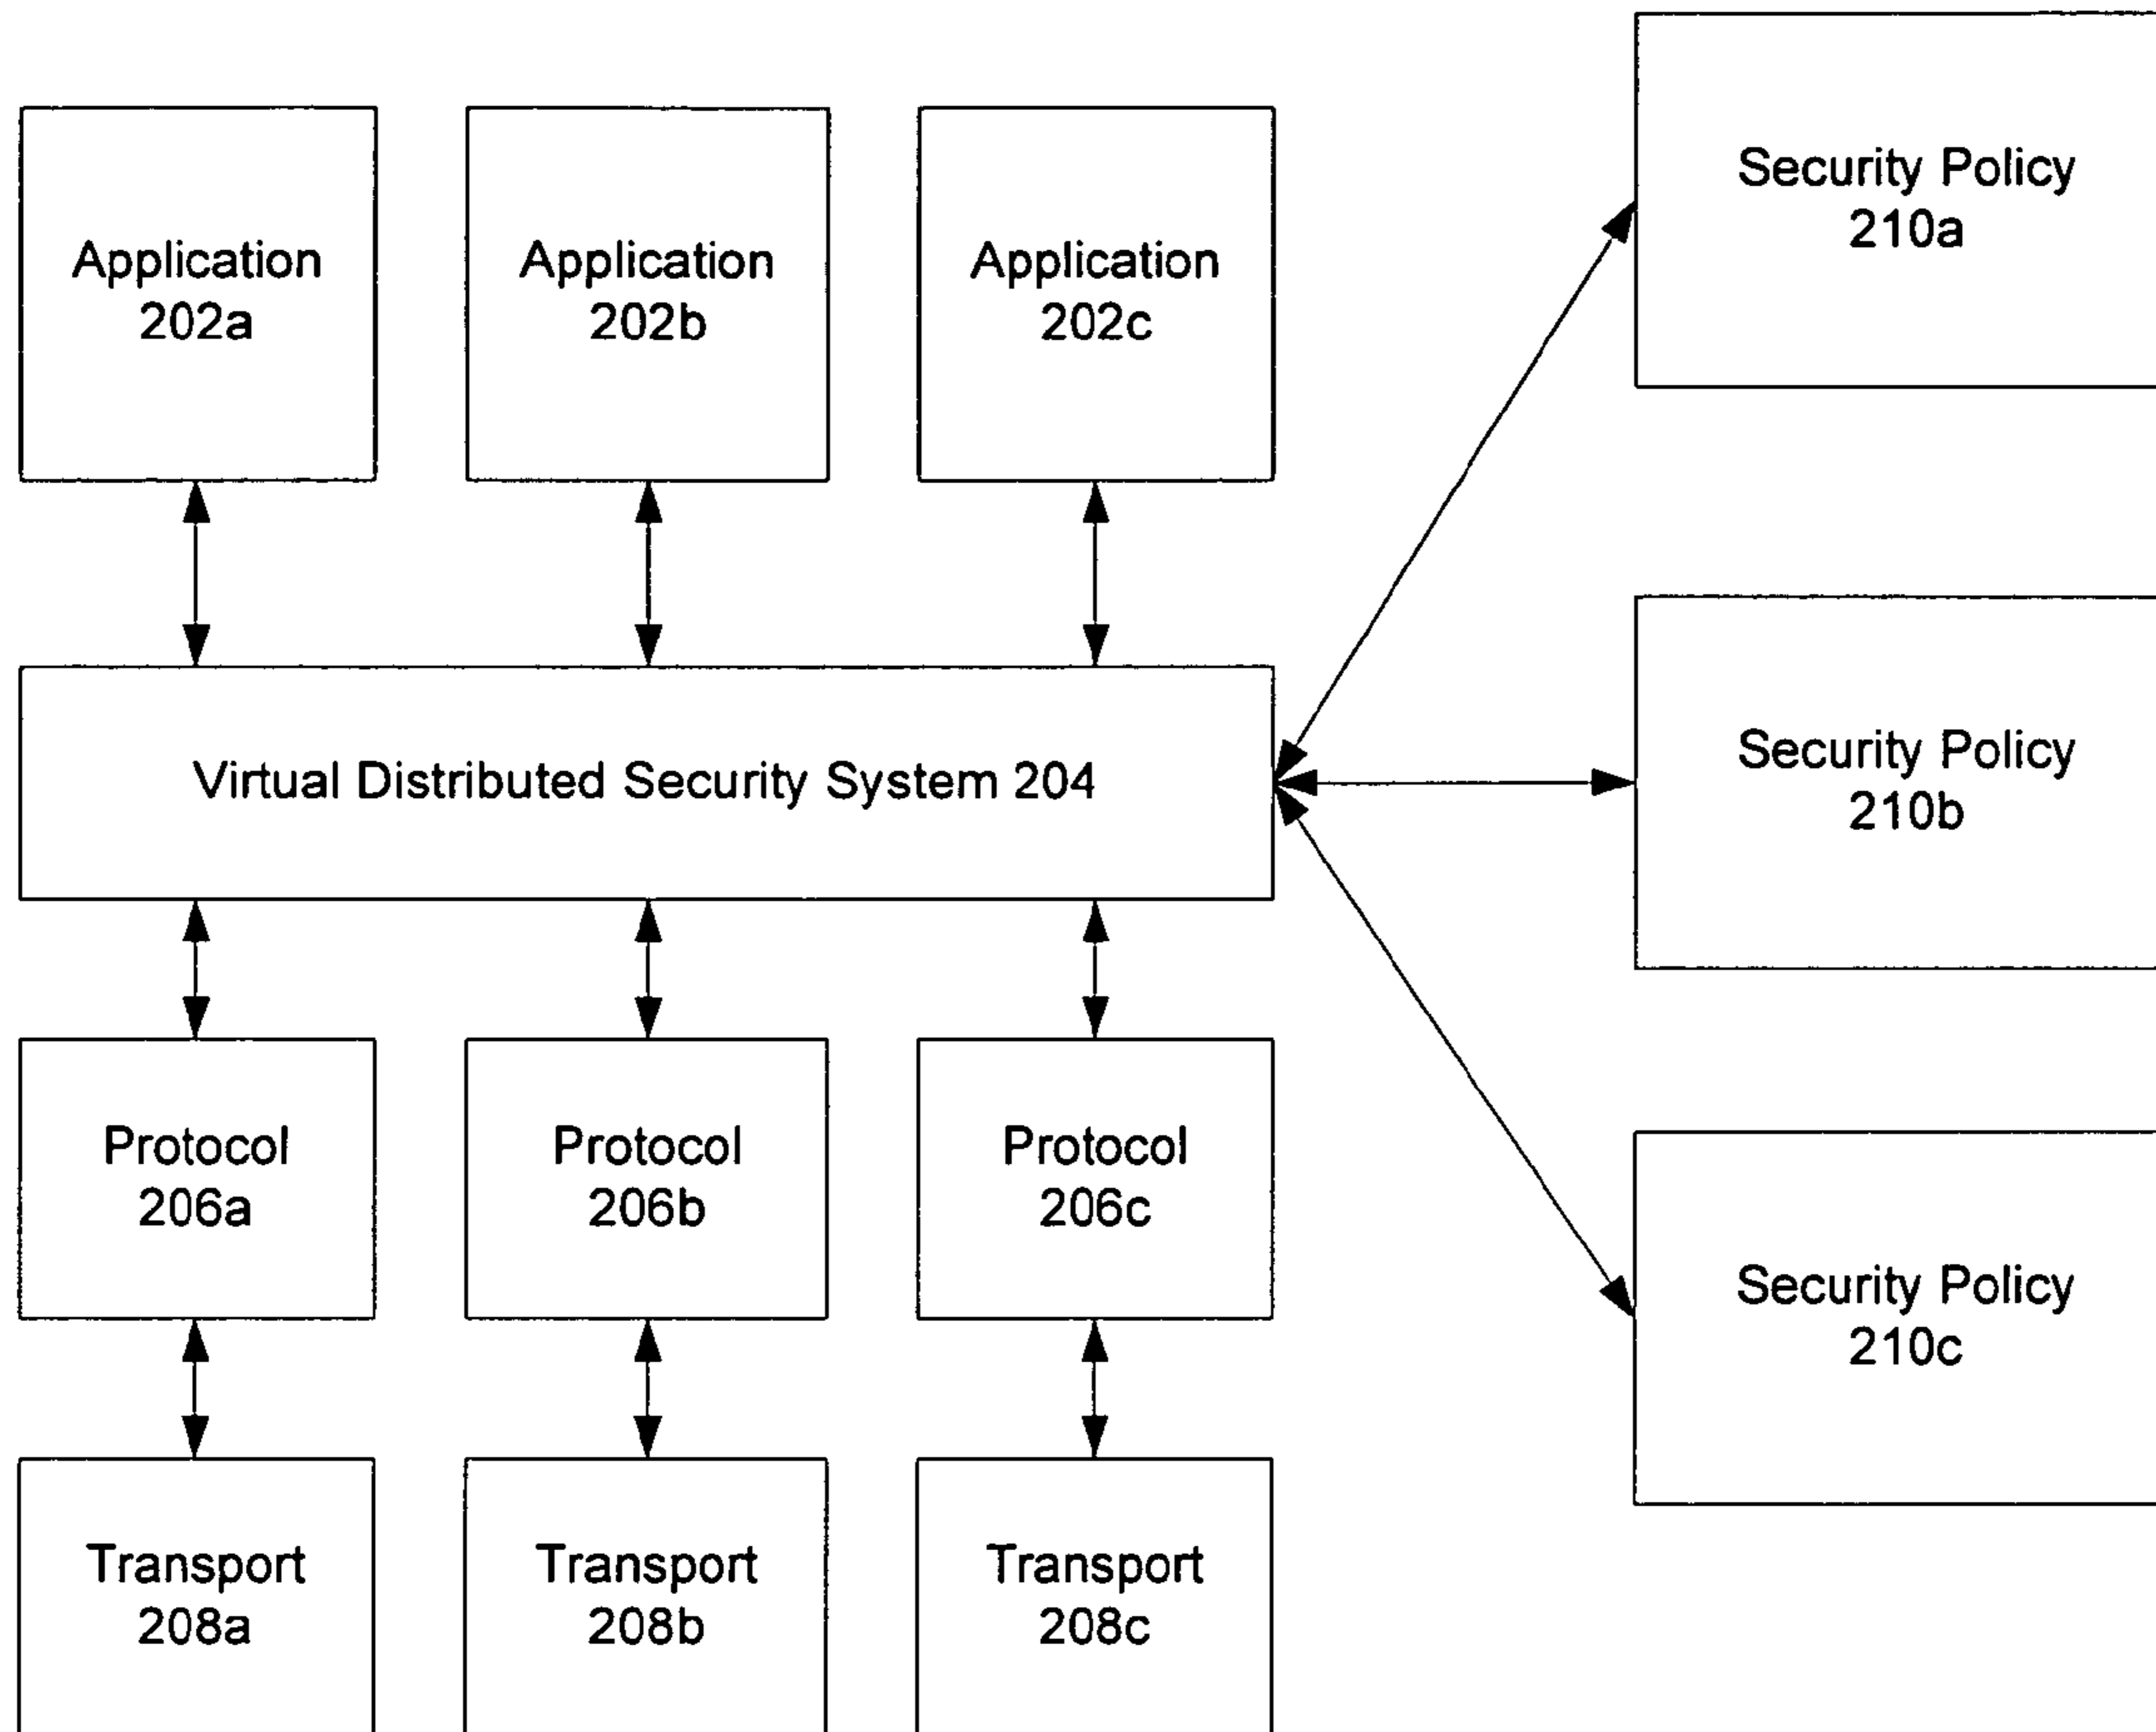 Application
202a
Application
202b
Application
202c
Security Policy
210a
Virtual Distributed Security System 204
Security Policy
210b
Protocol
206a
Protocol
206b
Protocol
206c
Security Policy
210c
Transport
208a
Transport
208b
Transport
208c